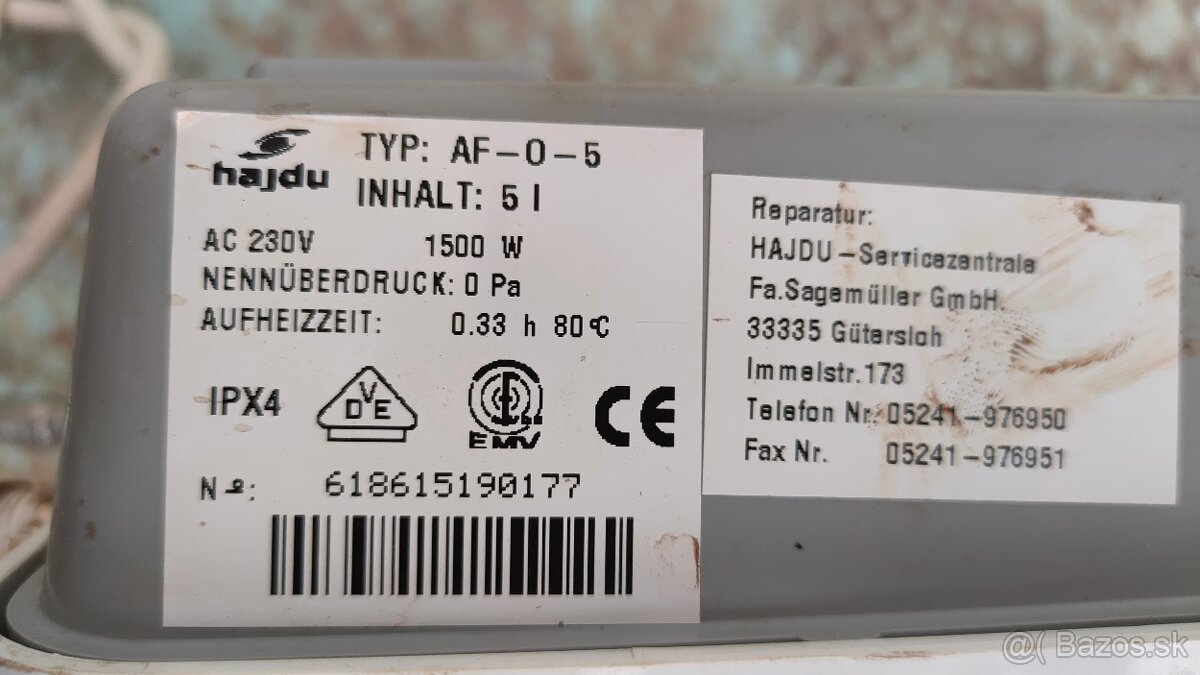 hajdu
TYP: AF-0-5
INHALT: 5 l
AC 230V 1500 W
NENNÜBERDRUCK: 0 Pa
AUFHEIZZEIT: 0.33 h 80°C
IPX4
VDE
EMV
CE
Nº: 618615190177
Reparatur:
HAJDU-Servicezentrale
Fa.Sagemüller GmbH.
33335 Gütersloh
Immelstr.173
Telefon Nr. 05241-976950
Fax Nr. 05241-976951
@( Bazos.sk